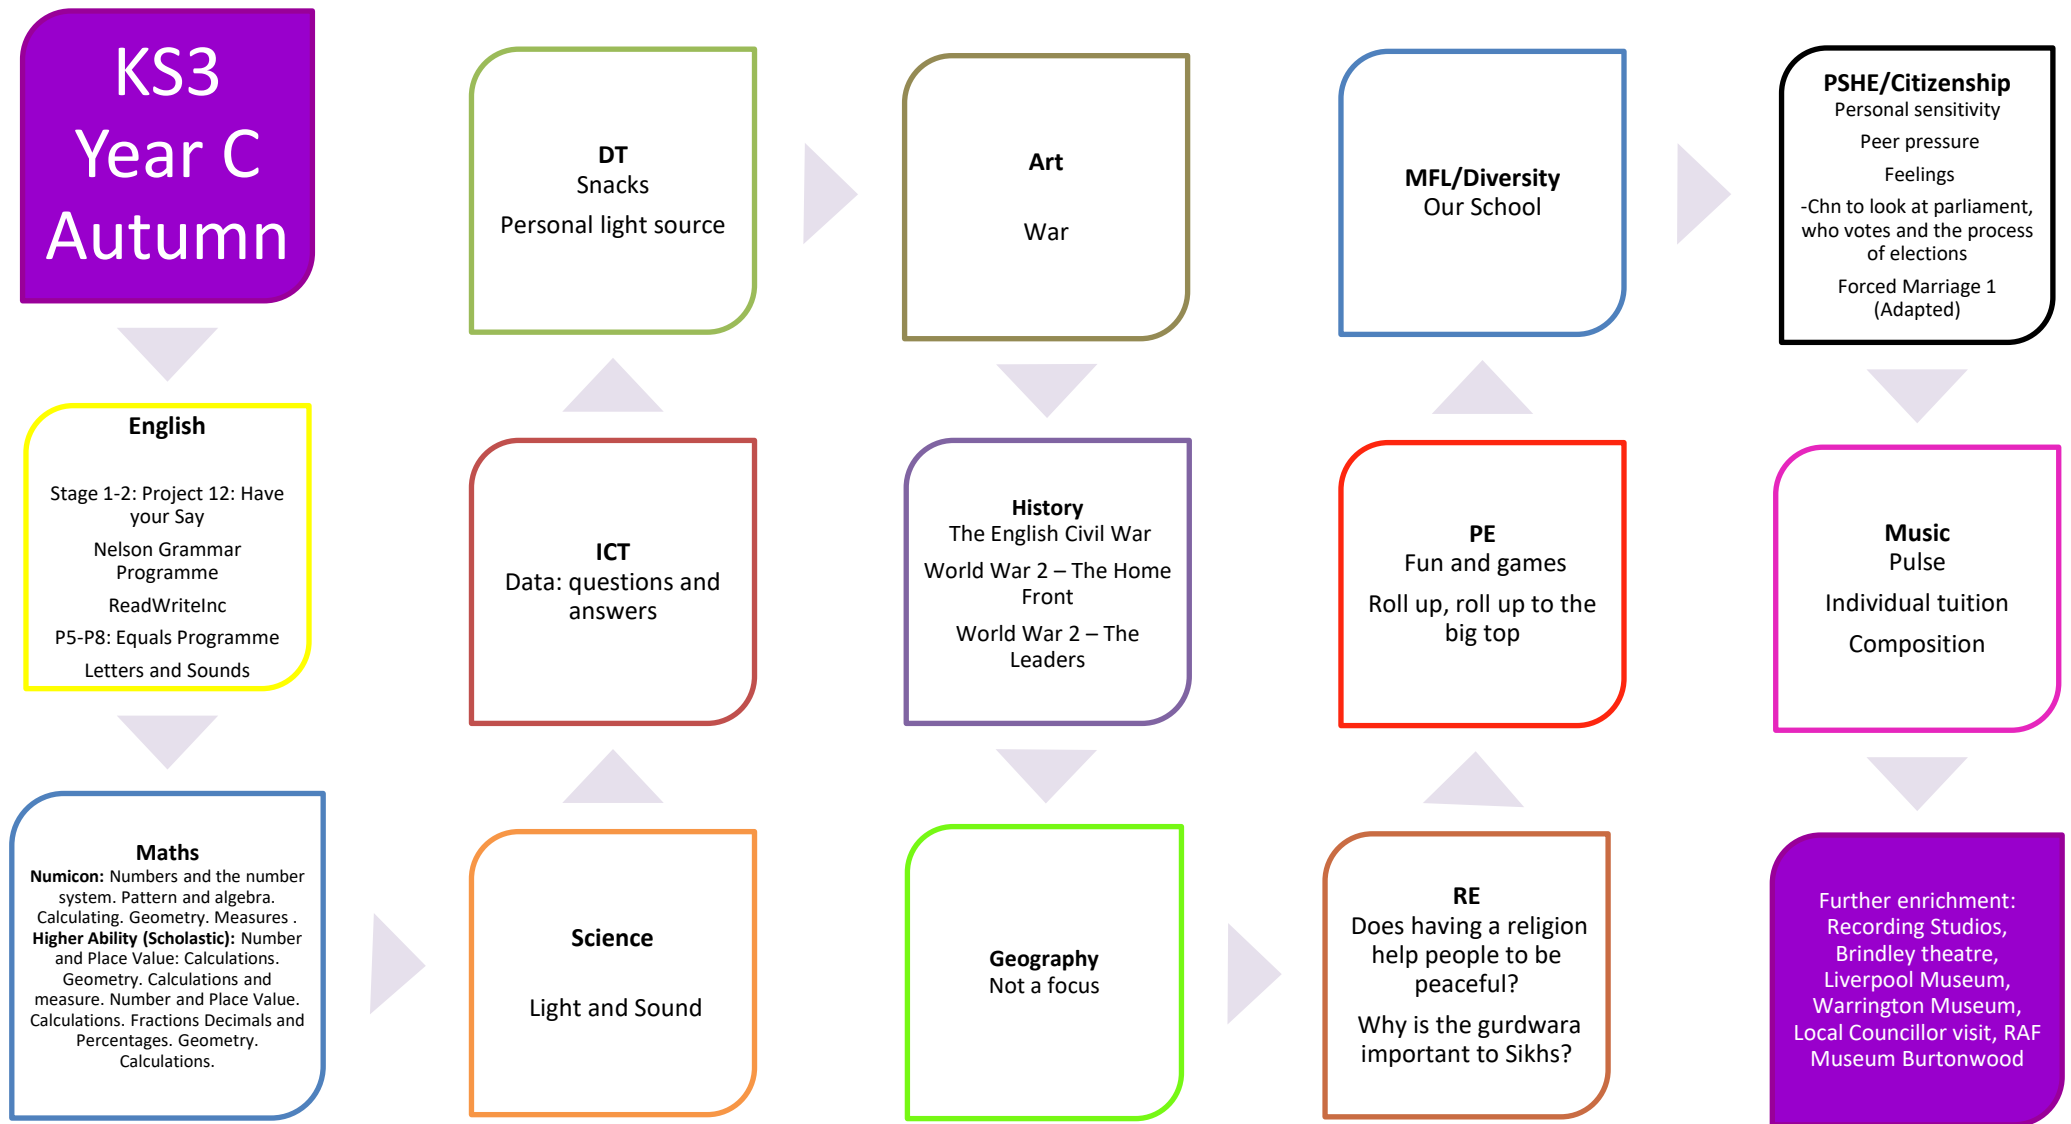 KS3
Year C
Autumn
English
Stage 1-2: Project 12: Have
your Say
Nelson Grammar
Programme
ReadWriteInc
P5-P8: Equals Programme
Letters and Sounds
Maths
Numicon: Numbers and the number
system. Pattern and algebra.
Calculating. Geometry. Measures .
Higher Ability (Scholastic): Number
and Place Value: Calculations.
Geometry. Calculations and
measure. Number and Place Value.
Calculations. Fractions Decimals and
Percentages. Geometry.
Calculations.
Science
Light and Sound
ICT
Data: questions and
answers
DT
Snacks
Personal light source
Art
War
History
The English Civil War
World War 2 – The Home
Front
World War 2 – The
Leaders
Geography
Not a focus
RE
Does having a religion
help people to be
peaceful?
Why is the gurdwara
important to Sikhs?
PE
Fun and games
Roll up, roll up to the
big top
MFL/Diversity
Our School
PSHE/Citizenship
Personal sensitivity
Peer pressure
Feelings
-Chn to look at parliament,
who votes and the process
of elections
Forced Marriage 1
(Adapted)
Music
Pulse
Individual tuition
Composition
Further enrichment:
Recording Studios,
Brindley theatre,
Liverpool Museum,
Warrington Museum,
Local Councillor visit, RAF
Museum Burtonwood